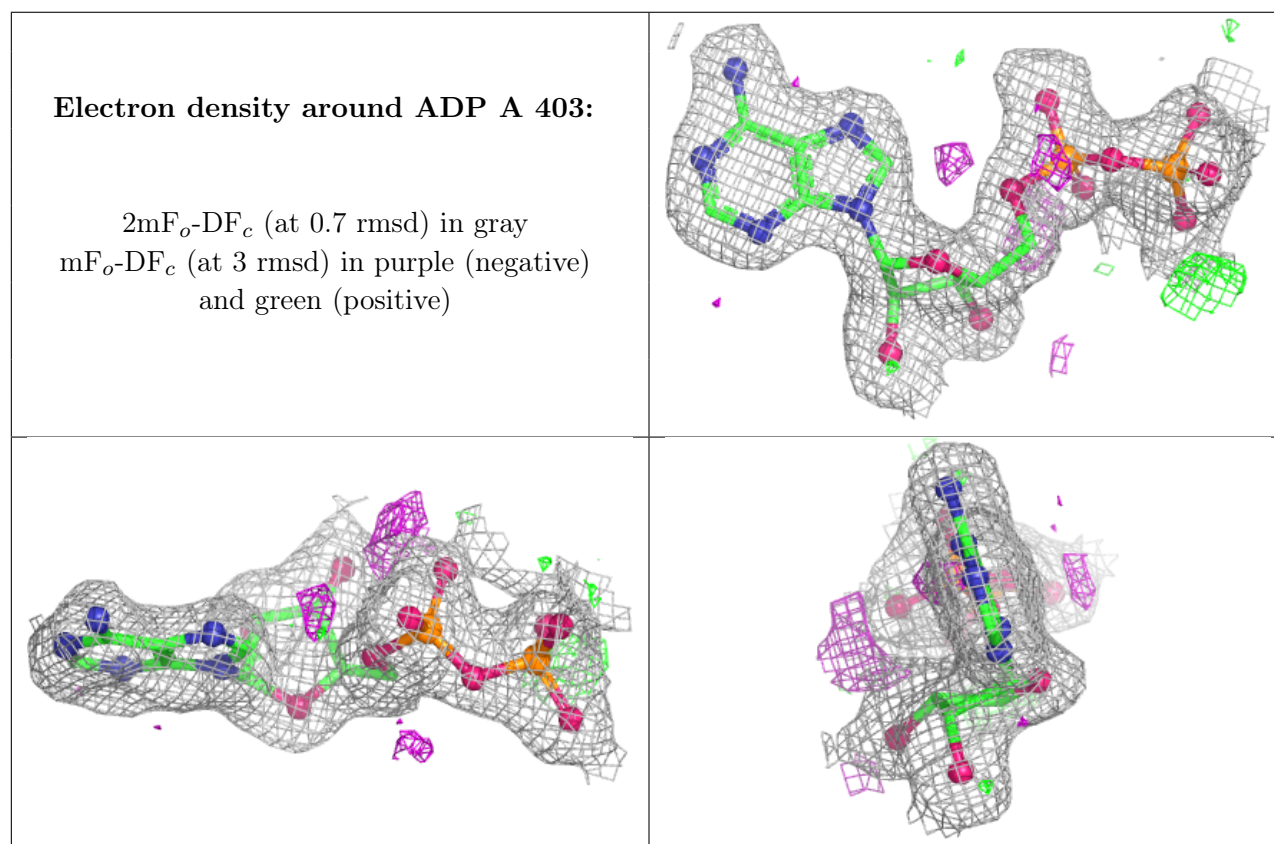 Electron density around ADP A 403:
2mFo-DFc (at 0.7 rmsd) in gray
mFo-DFc (at 3 rmsd) in purple (negative)
and green (positive)